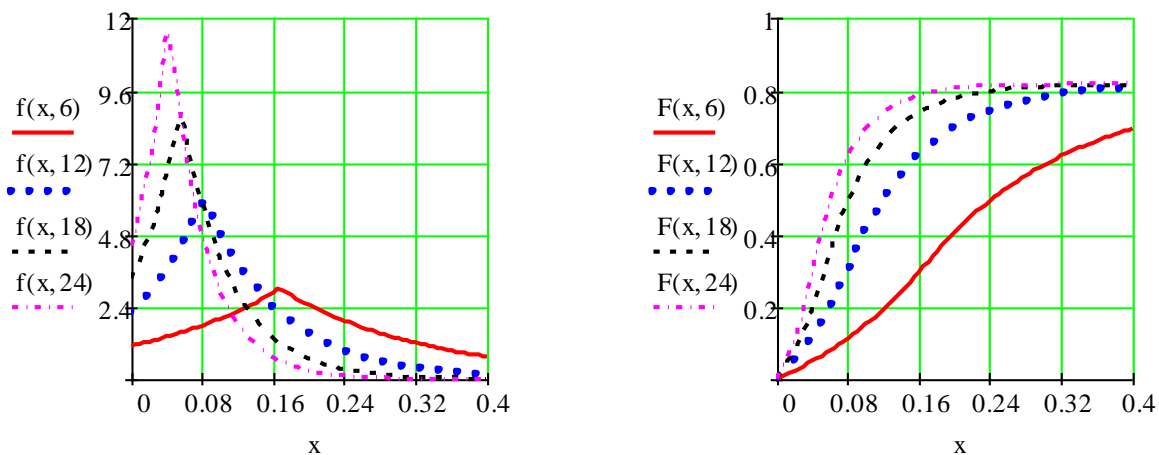 12
9.6
7.2
4.8
2.4
f(x, 6)
f(x, 12)
f(x, 18)
f(x, 24)
0 0.08 0.16 0.24 0.32 0.4
x
1
0.8
0.6
0.4
0.2
F(x, 6)
F(x, 12)
F(x, 18)
F(x, 24)
0 0.08 0.16 0.24 0.32 0.4
x